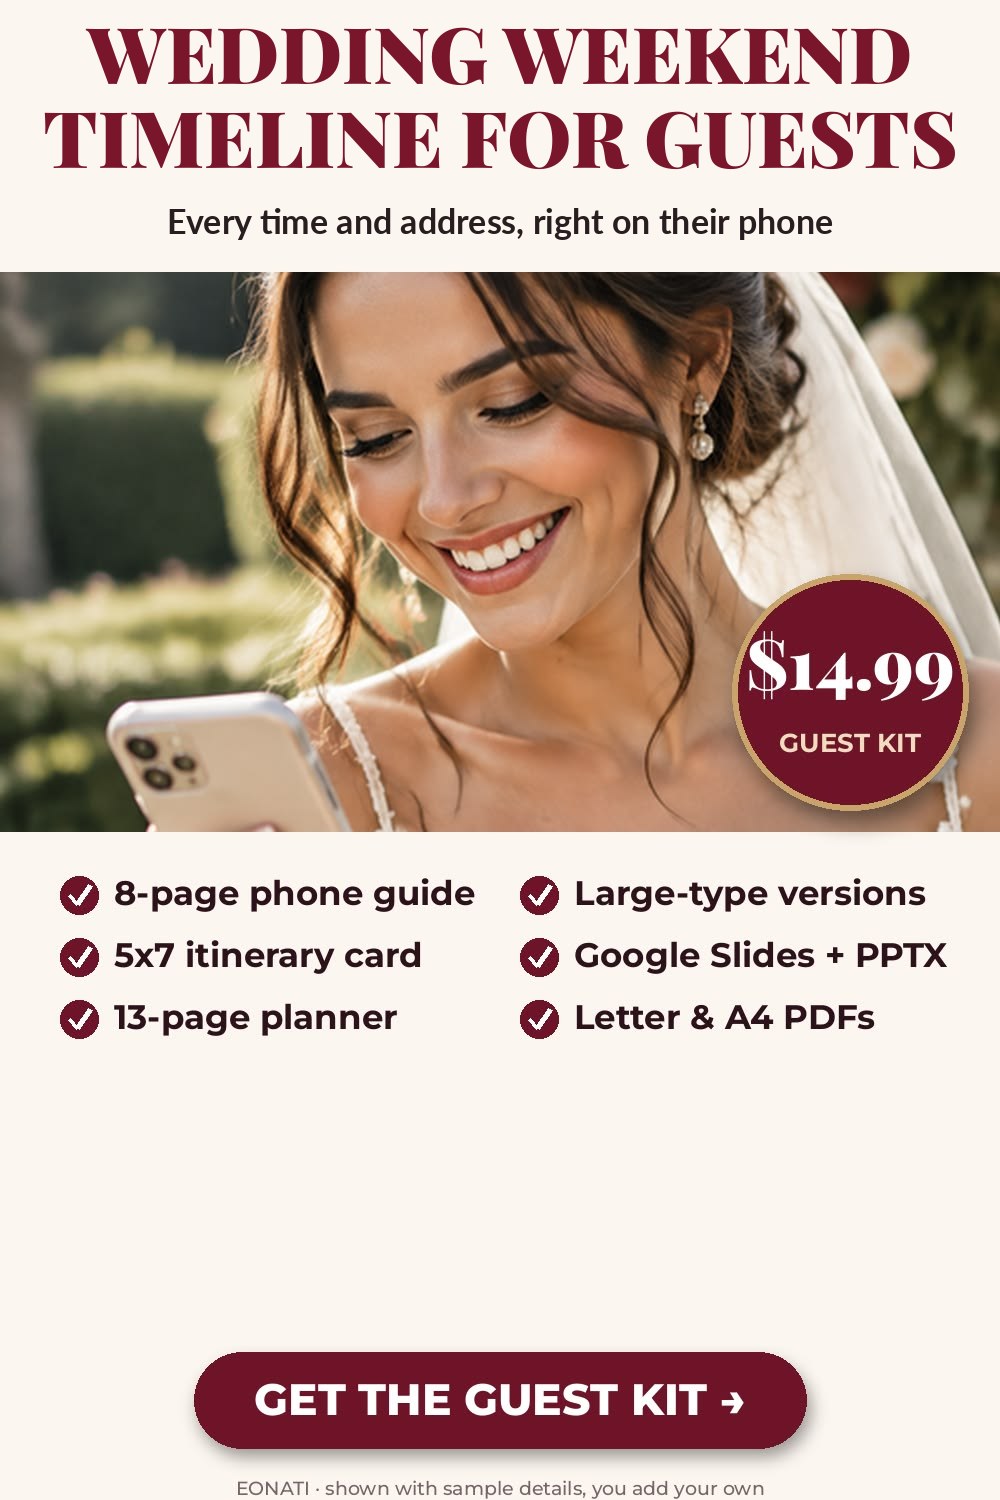 WEDDING WEEKEND
TIMELINE FOR GUESTS
Every time and address, right on their phone
$14.99
GUEST KIT
8-page phone guide
Large-type versions
5x7 itinerary card
Google Slides + PPTX
13-page planner
Letter & A4 PDFs
GET THE GUEST KIT →
EONATI · shown with sample details, you add your own